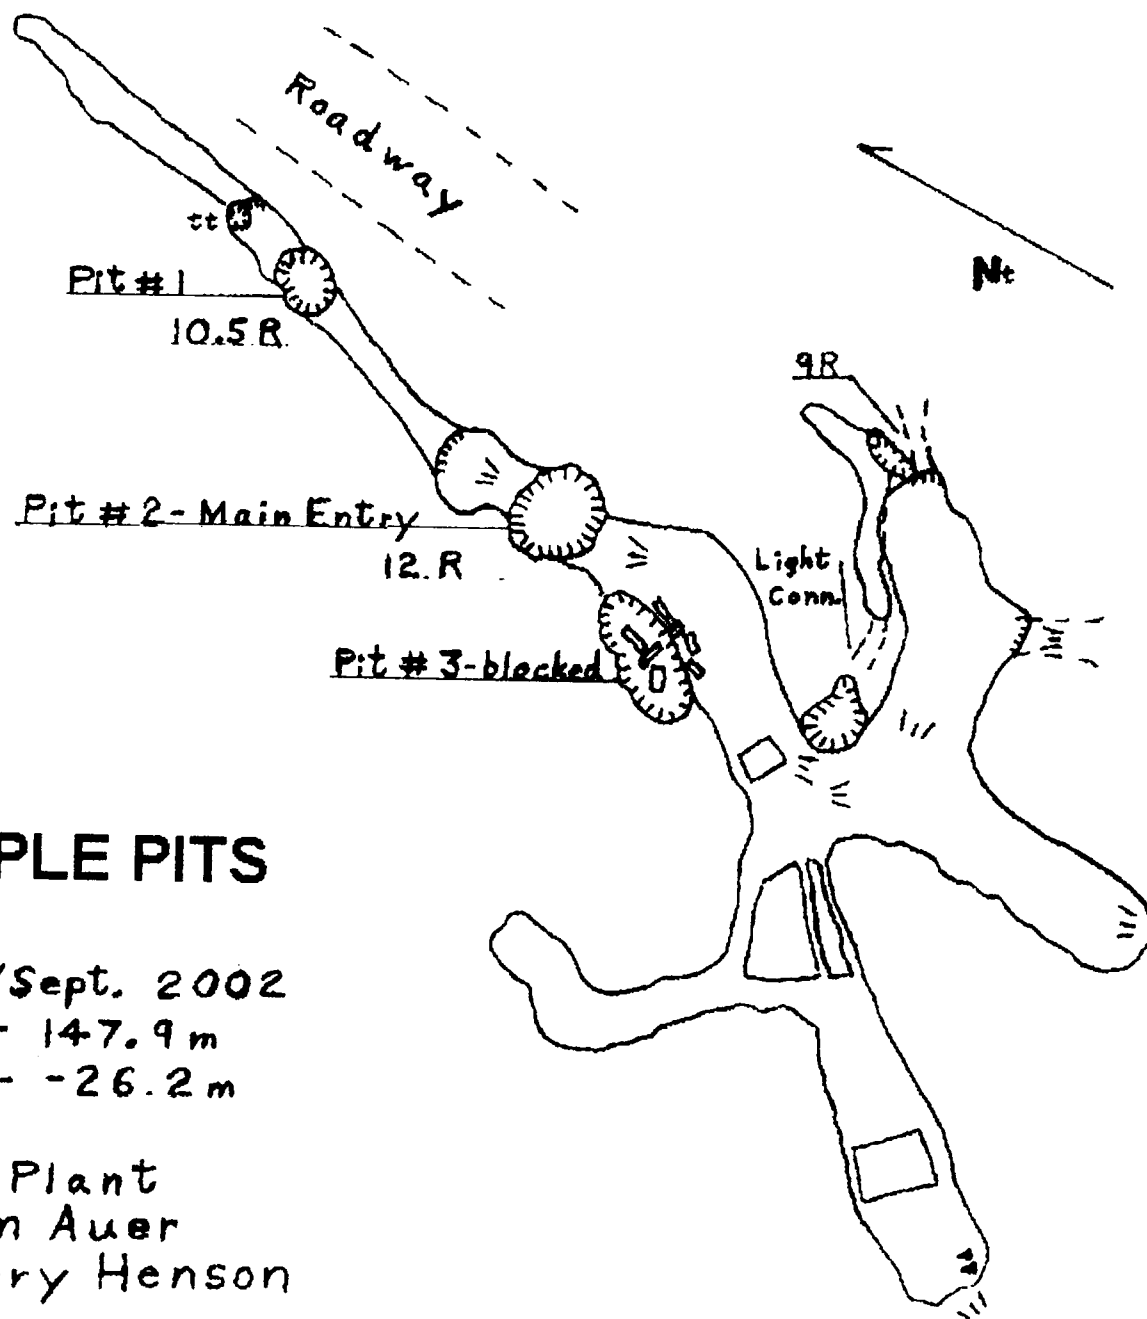 Roadway
tt
Pit # 1
10.5 R.
Nt
9R
Pit # 2 - Main Entry
12. R
Light
Conn.
Pit # 3-blocked
PLE PITS
/Sept. 2002
- 147.9 m
- -26.2 m
Plant
n Auer
ry Henson